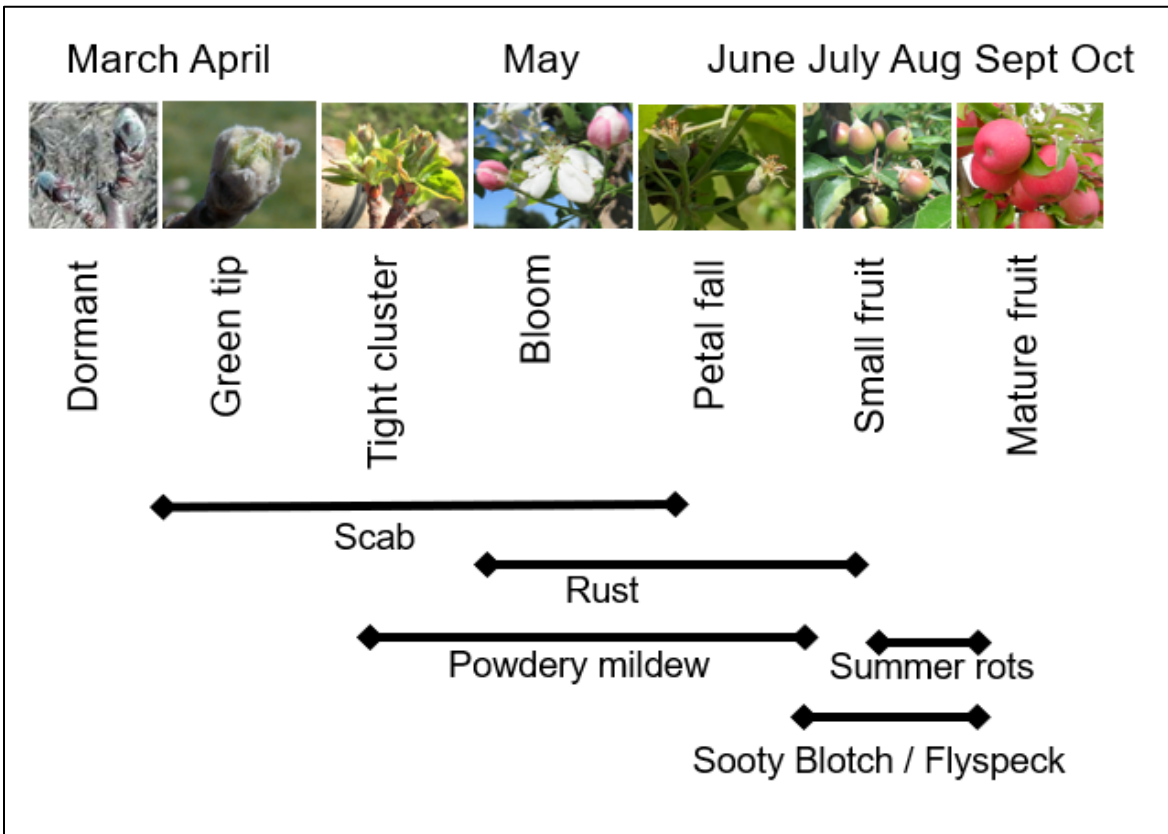 March April May June July Aug Sept Oct
Dormant
Green tip
Tight cluster
Bloom
Petal fall
Small fruit
Mature fruit
Scab
Rust
Powdery mildew
Summer rots
Sooty Blotch / Flyspeck